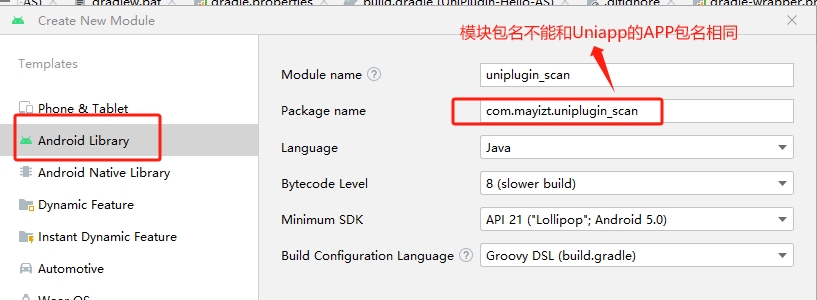 gradlew.bat
gradle.properties
build.gradle (UniPlugin-Hello-AS)
.gitignore
gradle-wrapper.pr
Create New Module
模块包名不能和Uniapp的APP包名相同
Templates
Module name
uniplugin_scan
Phone & Tablet
Package name
com.mayizt.uniplugin_scan
Android Library
Language
Java
Android Native Library
Bytecode Level
8 (slower build)
Dynamic Feature
Minimum SDK
API 21 ("Lollipop"; Android 5.0)
Instant Dynamic Feature
Build Configuration Language
Groovy DSL (build.gradle)
Automotive
Wear OS